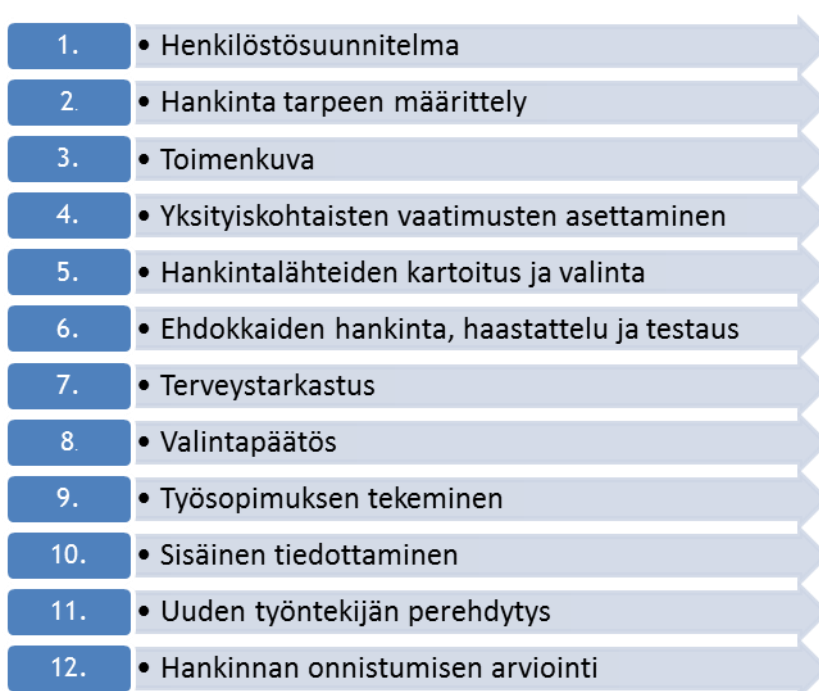 1. • Henkilöstösuunnitelma
2. • Hankinta tarpeen määrittely
3. • Toimenkuva
4. • Yksityiskohtaisten vaatimusten asettaminen
5. • Hankintalähteiden kartoitus ja valinta
6. • Ehdokkaiden hankinta, haastattelu ja testaus
7. • Terveystarkastus
8. • Valintapäätös
9. • Työsopimuksen tekeminen
10. • Sisäinen tiedottaminen
11. • Uuden työntekijän perehdytys
12. • Hankinnan onnistumisen arviointi